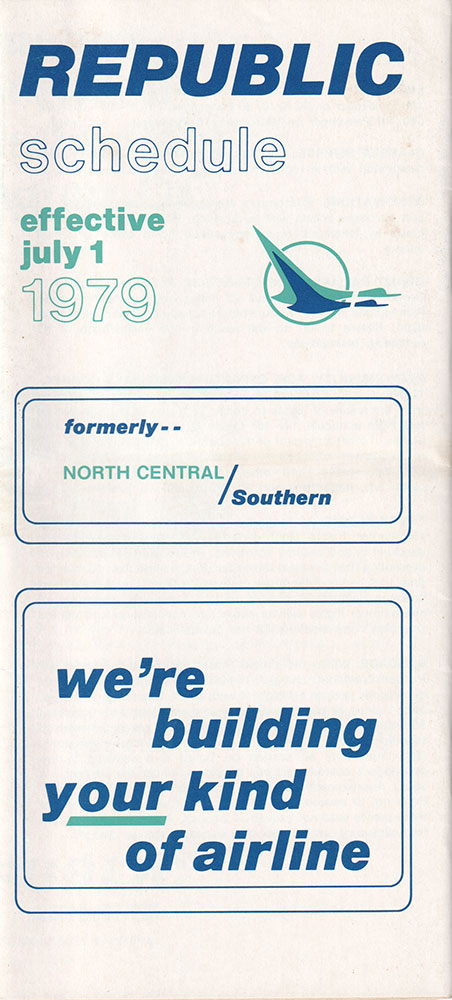 REPUBLIC
schedule
effective
july 1
1979
formerly--
NORTH CENTRAL/
Southern
we're
building
your kind
of airline